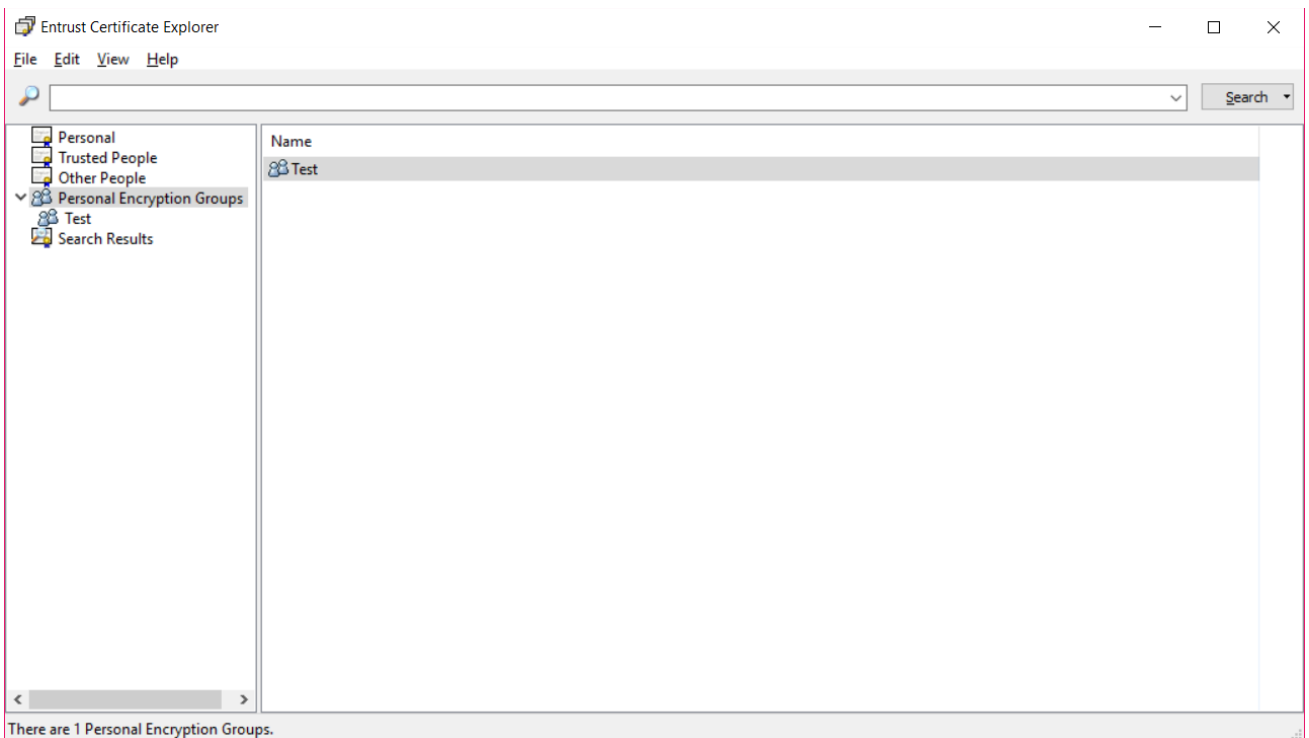 Entrust Certificate Explorer
File Edit View Help
Search
Personal
Trusted People
Other People
Personal Encryption Groups
Test
Search Results
Name
Test
There are 1 Personal Encryption Groups.